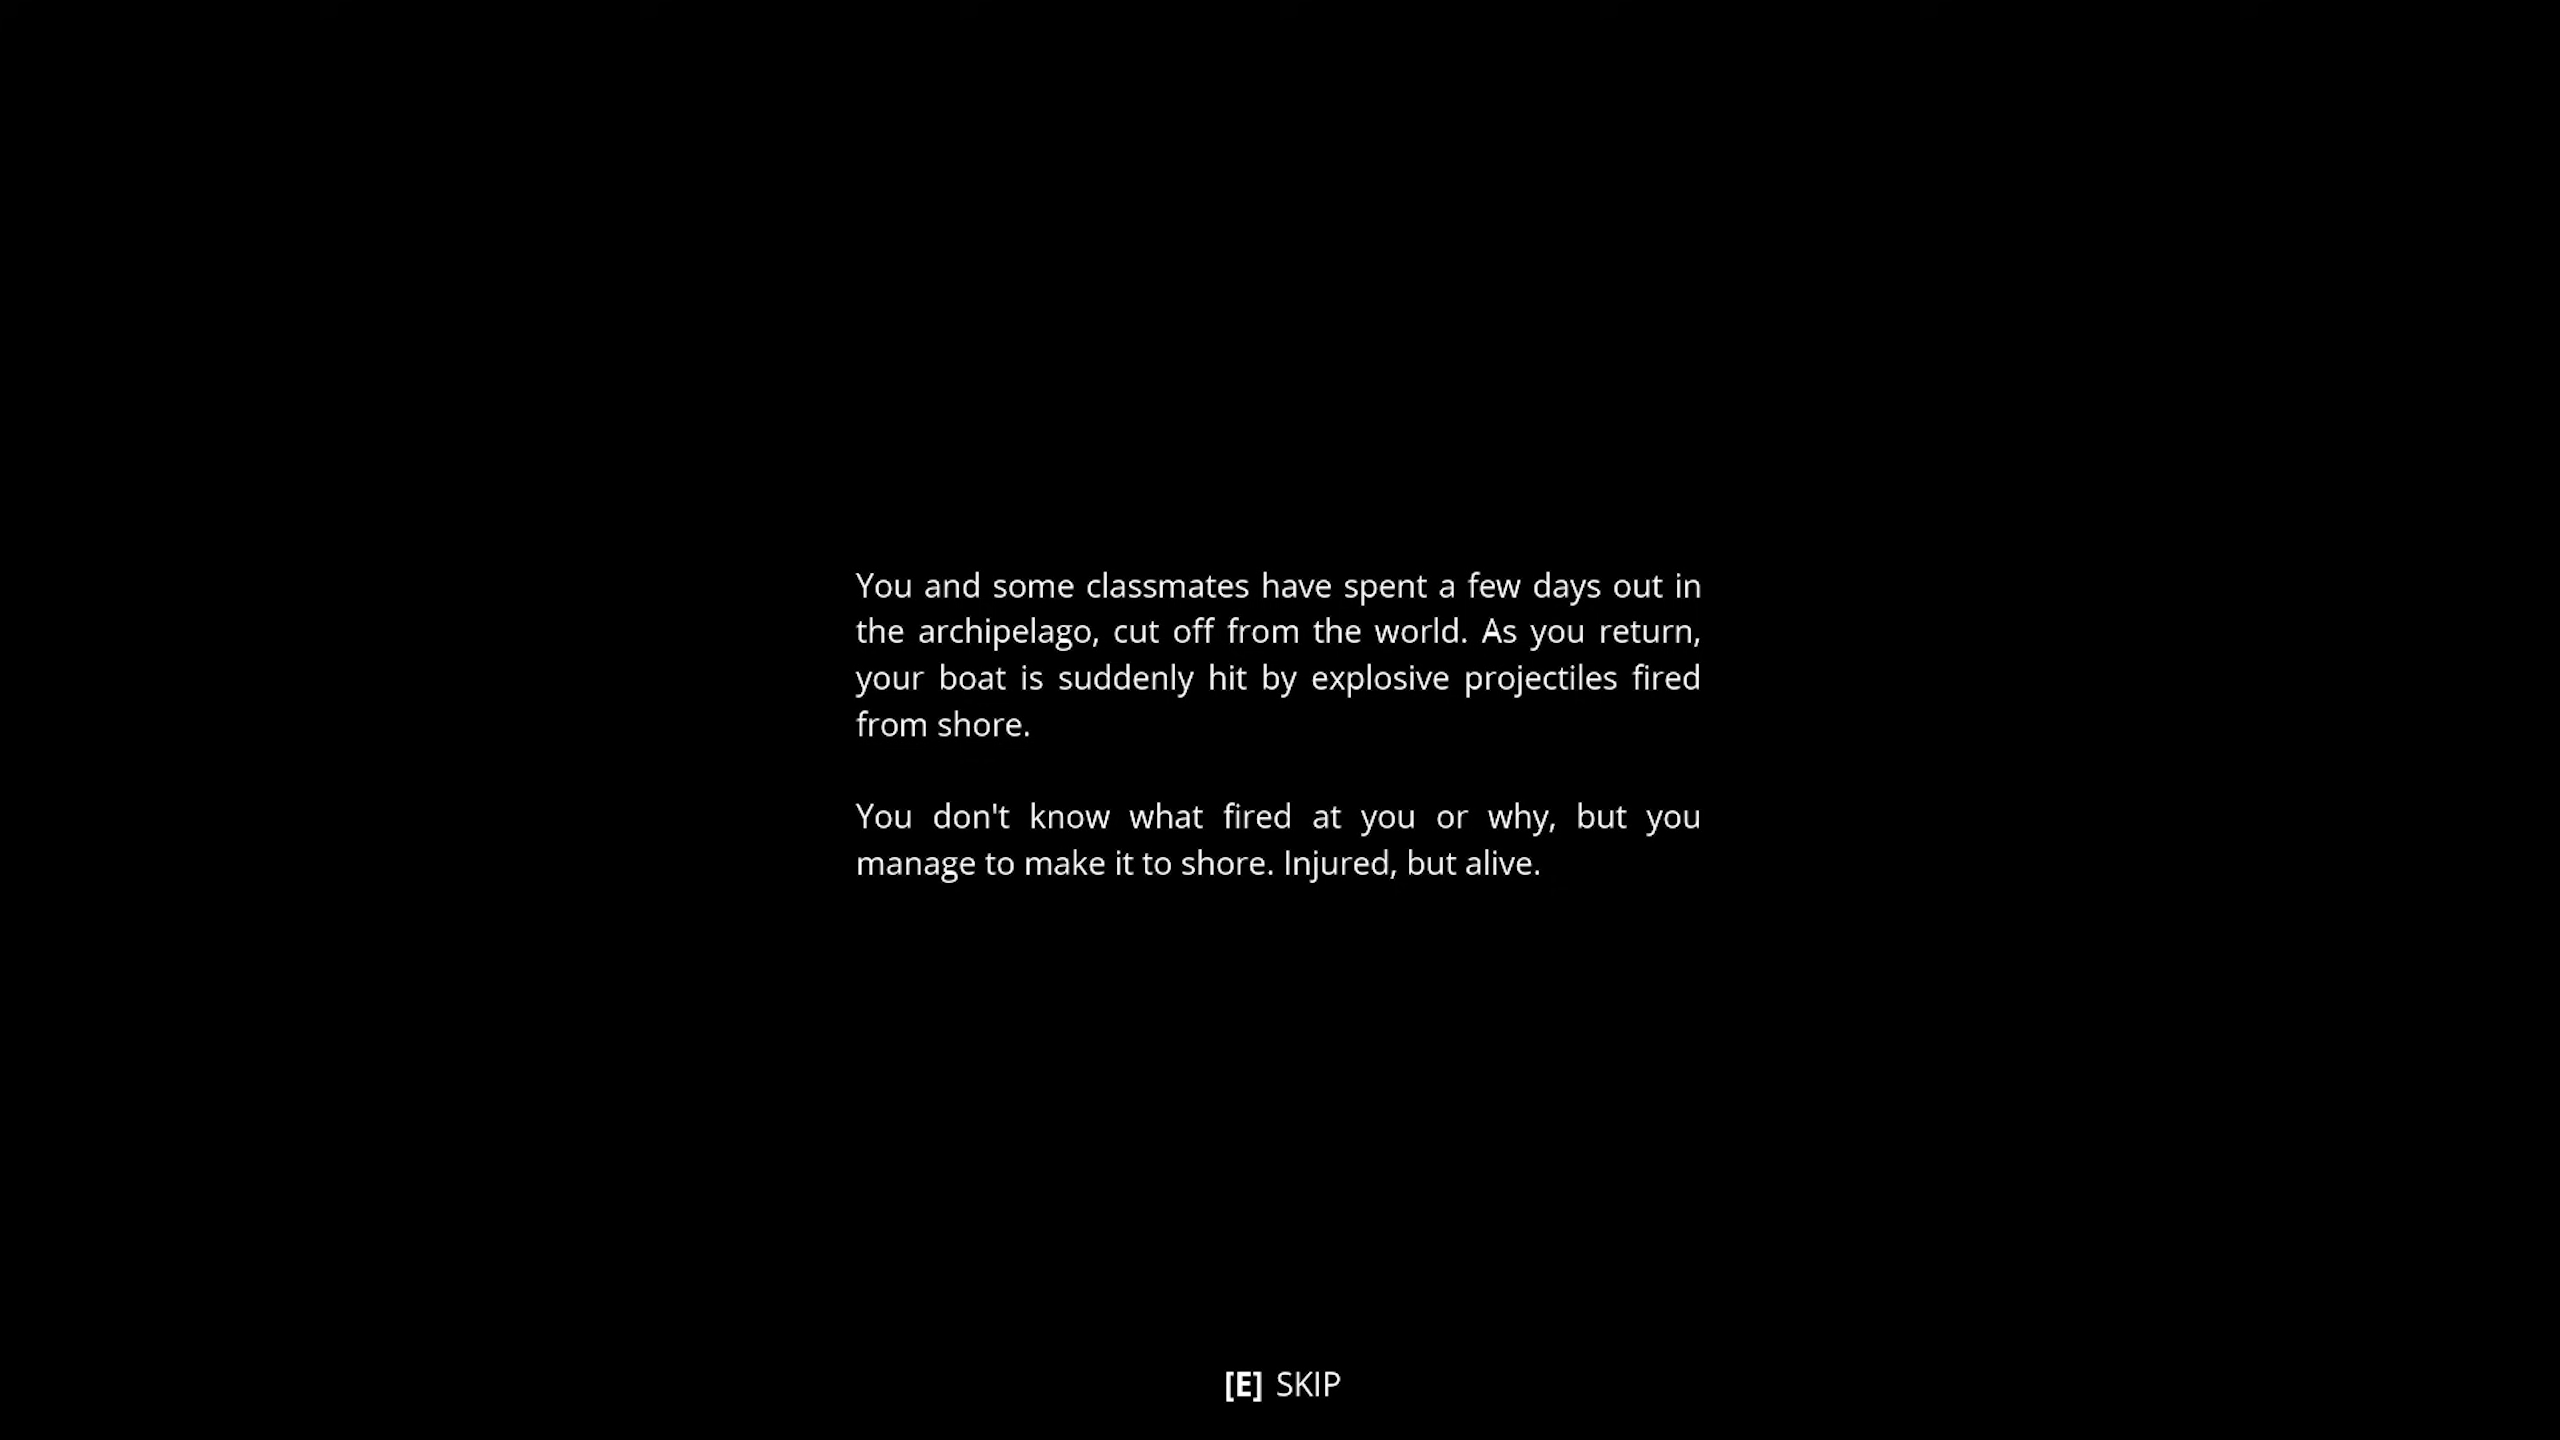 You and some classmates have spent a few days out in
the archipelago, cut off from the world. As you return,
your boat is suddenly hit by explosive projectiles fired
from shore.
You don't know what fired at you or why, but you
manage to make it to shore. Injured, but alive.
[E] SKIP